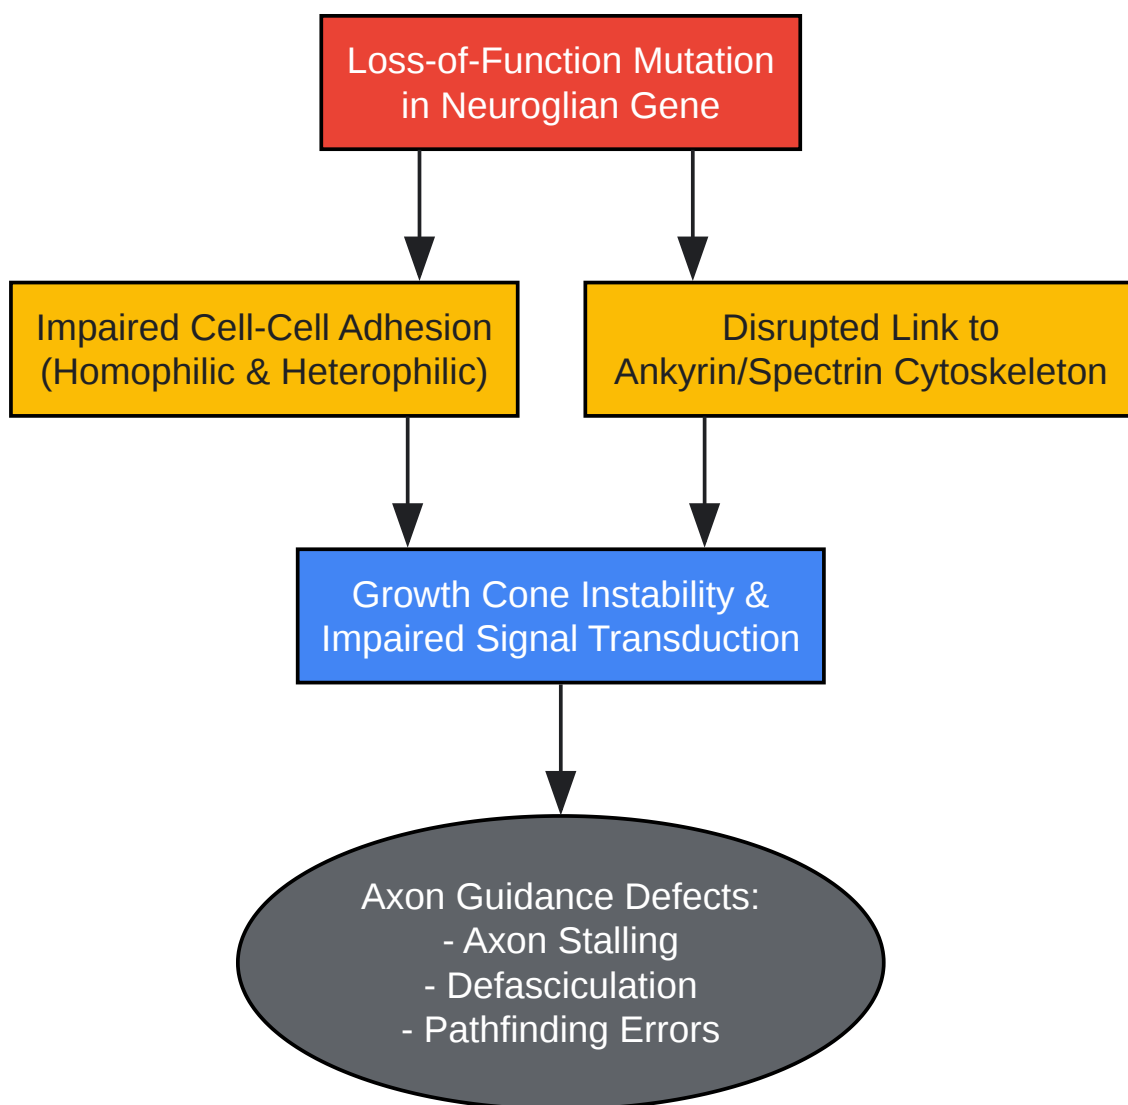 Loss-of-Function Mutation
in Neuroglian Gene
Impaired Cell-Cell Adhesion
(Homophilic & Heterophilic)
Disrupted Link to
Ankyrin/Spectrin Cytoskeleton
Growth Cone Instability &
Impaired Signal Transduction
Axon Guidance Defects:
- Axon Stalling
- Defasciculation
- Pathfinding Errors